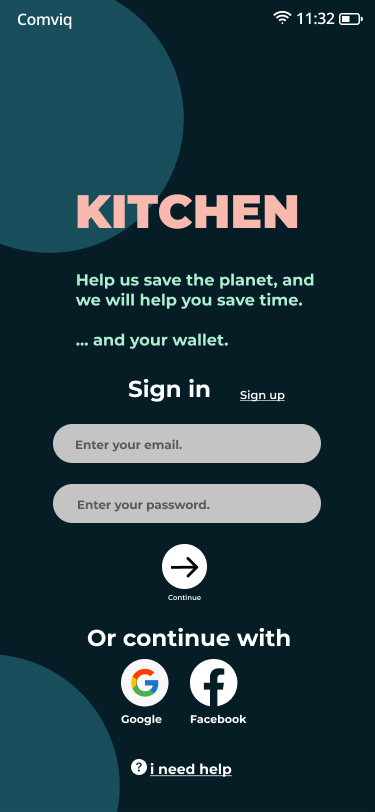 Comviq 11:32
KITCHEN
Help us save the planet, and
we will help you save time.
... and your wallet.
Sign in Sign up
Enter your email.
Enter your password.
Continue
Or continue with
Google Facebook
? i need help